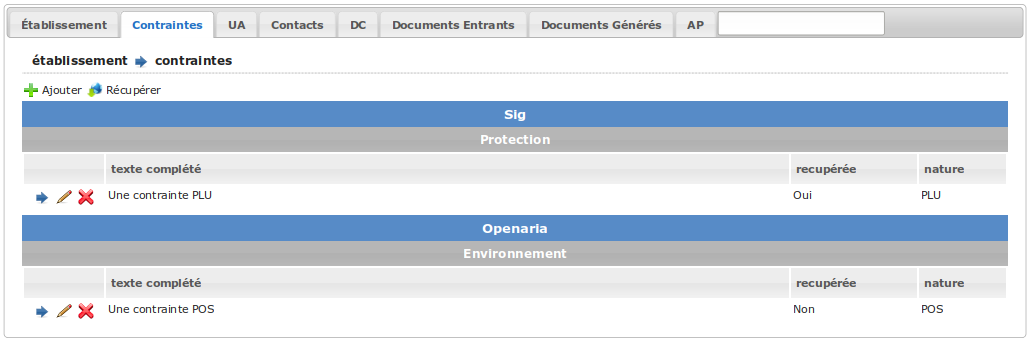 Établissement Contraintes UA Contacts DC Documents Entrants Documents Générés AP
établissement contraintes
Ajouter Récupérer
Sig
Protection
texte complété recupérée nature
Une contrainte PLU Oui PLU
Openaria
Environnement
texte complété recupérée nature
Une contrainte POS Non POS